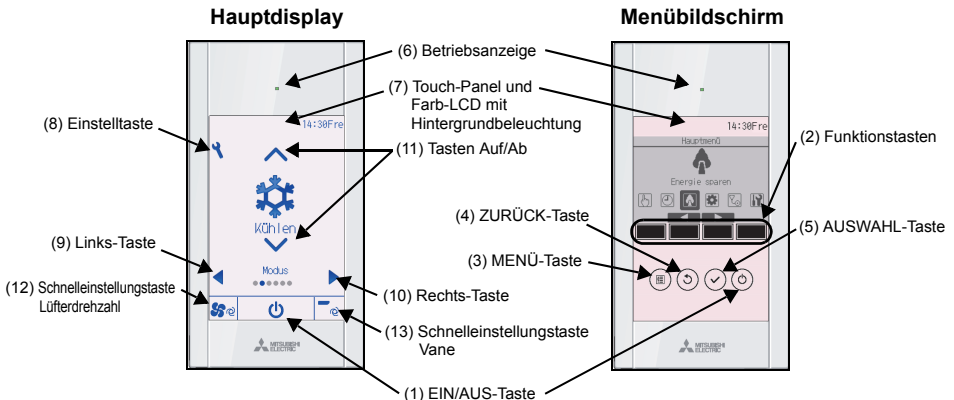 Hauptdisplay
Menübildschirm
(6) Betriebsanzeige
(7) Touch-Panel und
Farb-LCD mit
Hintergrundbeleuchtung
(8) Einstelltaste
(11) Tasten Auf/Ab
(9) Links-Taste
(12) Schnelleinstellungstaste
Lüfterdrehzahl
(10) Rechts-Taste
(13) Schnelleinstellungstaste
Vane
(1) EIN/AUS-Taste
(2) Funktionstasten
(4) ZURÜCK-Taste
(5) AUSWAHL-Taste
(3) MENÜ-Taste
14:30Fre
Kühlen
Modus
MITSUBISHI
ELECTRIC
14:30Fre
Hauptmenü
Energie sparen
MITSUBISHI
ELECTRIC